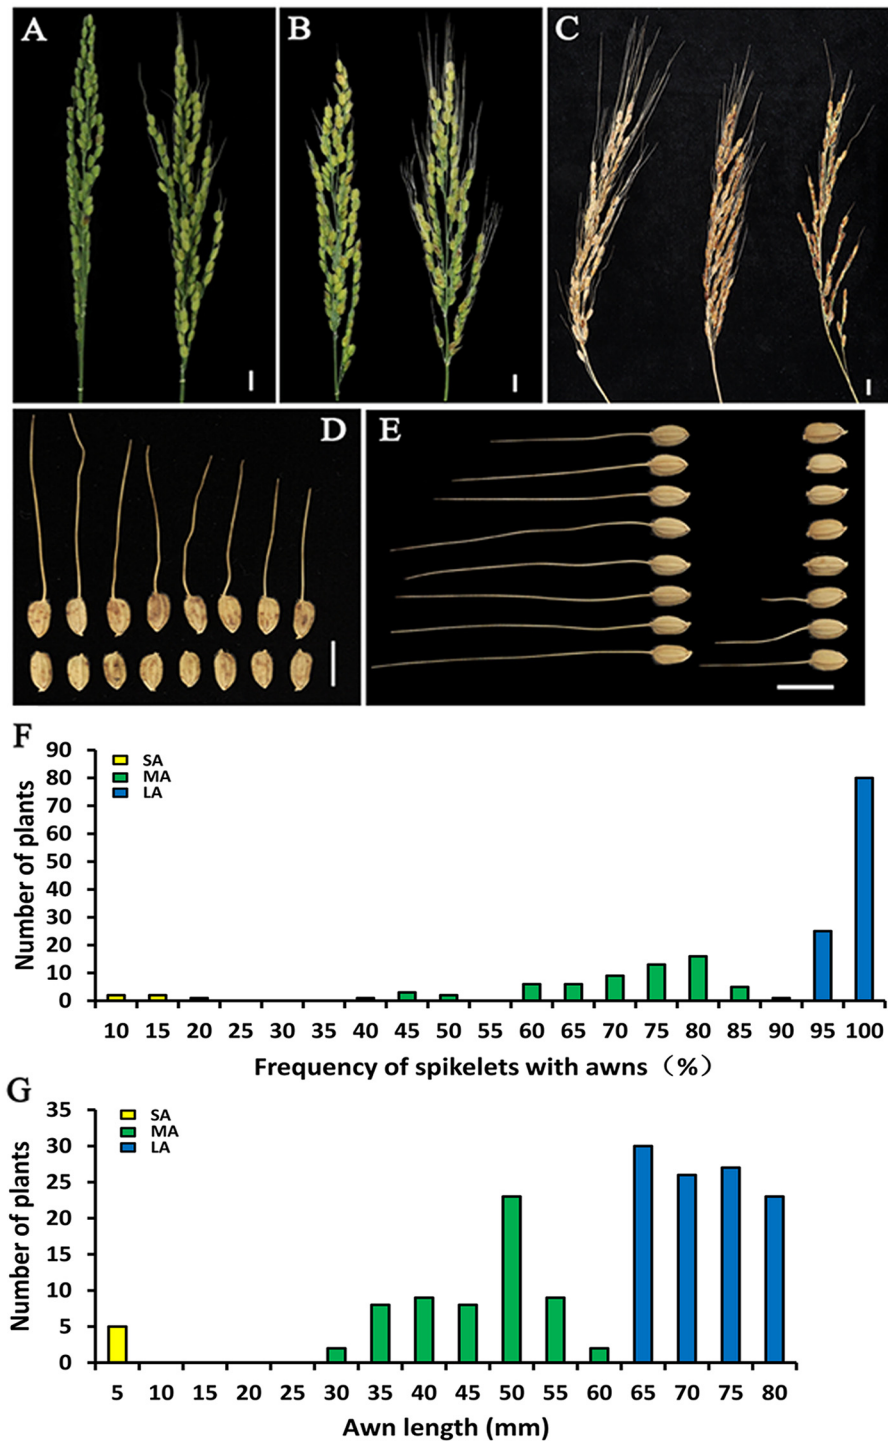 A
B
C
D
E
F
SA
MA
LA
90
80
70
60
50
40
30
20
10
0
Number of plants
10 15 20 25 30 35 40 45 50 55 60 65 70 75 80 85 90 95 100
Frequency of spikelets with awns（%）
G
SA
MA
LA
35
30
25
20
15
10
5
0
Number of plants
5 10 15 20 25 30 35 40 45 50 55 60 65 70 75 80
Awn length (mm)